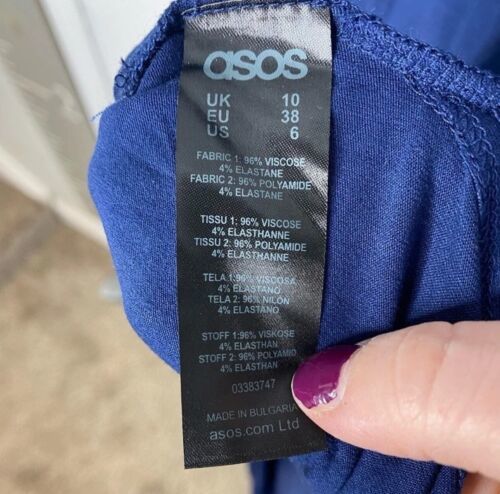 asos
UK 10
EU 38
US 6
FABRIC 1: 96% VISCOSE
4% ELASTANE
FABRIC 2: 96% POLYAMIDE
4% ELASTANE
TISSU 1: 96% VISCOSE
4% ELASTHANNE
TISSU 2: 96% POLYAMIDE
4% ELASTHANNE
TELA 1:96% VISCOSA
4% ELASTANO
TELA 2: 96% NILÓN
4% ELASTANO
STOFF 1:96% VISKOSE
4% ELASTHAN
STOFF 2: 96% POLYAMID
4% ELASTHAN
03383747
MADE IN BULGARIA
asos.com Ltd